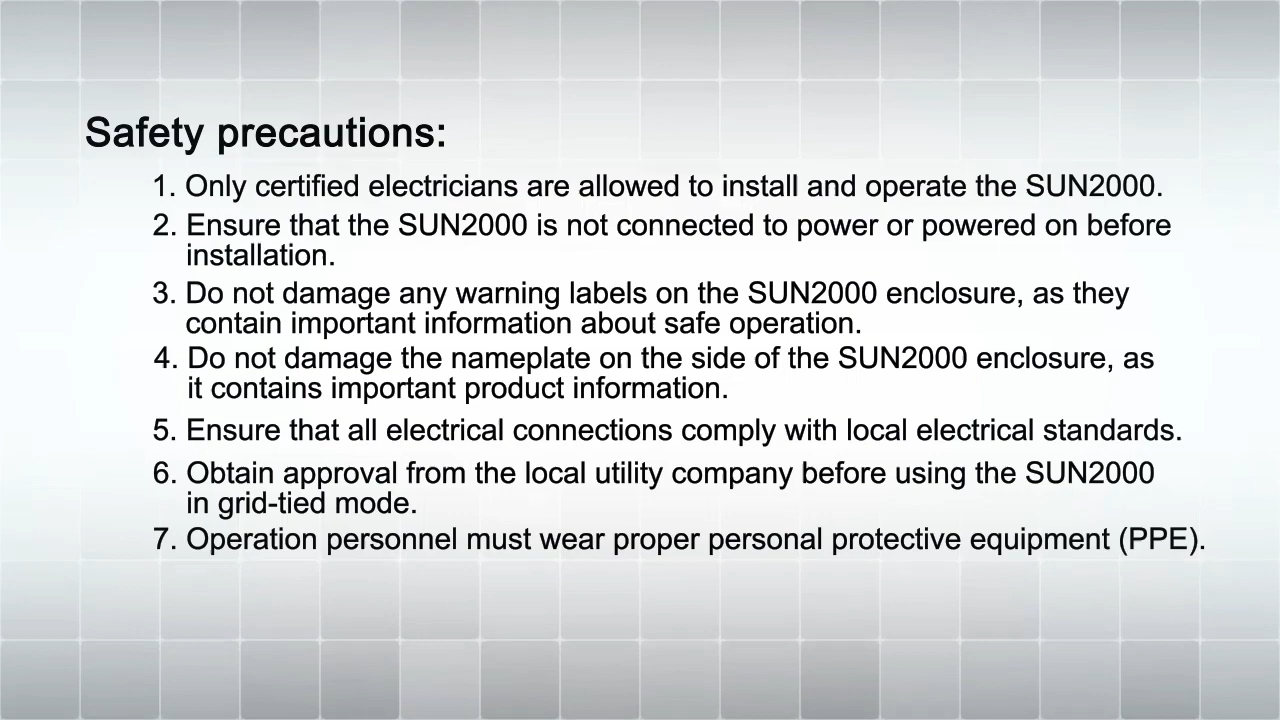 Safety precautions:
1. Only certified electricians are allowed to install and operate the SUN2000.
2. Ensure that the SUN2000 is not connected to power or powered on before
installation.
3. Do not damage any warning labels on the SUN2000 enclosure, as they
contain important information about safe operation.
4. Do not damage the nameplate on the side of the SUN2000 enclosure, as
it contains important product information.
5. Ensure that all electrical connections comply with local electrical standards.
6. Obtain approval from the local utility company before using the SUN2000
in grid-tied mode.
7. Operation personnel must wear proper personal protective equipment (PPE).